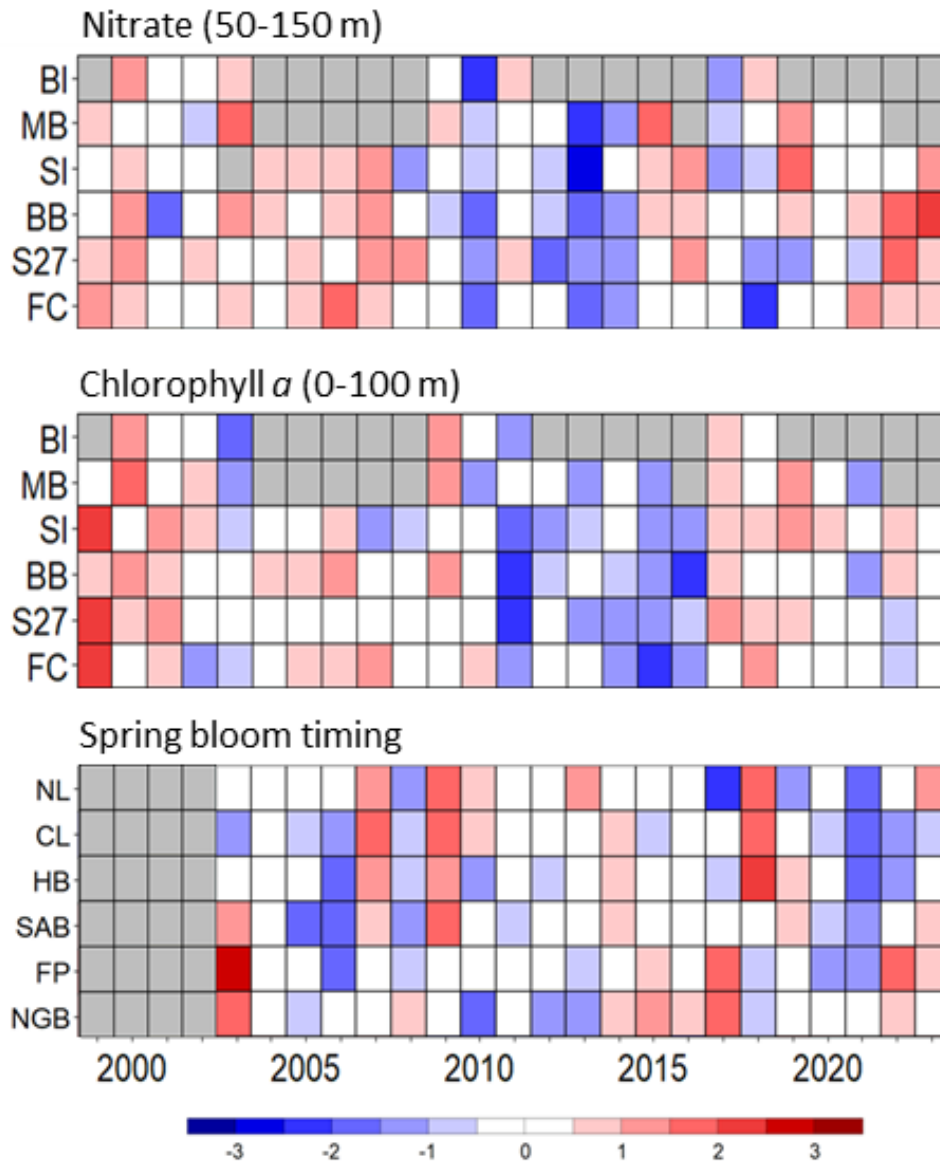 Nitrate (50-150 m)
BI
MB
SI
BB
S27
FC
Chlorophyll a (0-100 m)
BI
MB
SI
BB
S27
FC
Spring bloom timing
NL
CL
HB
SAB
FP
NGB
2000 2005 2010 2015 2020
-3 -2 -1 0 1 2 3